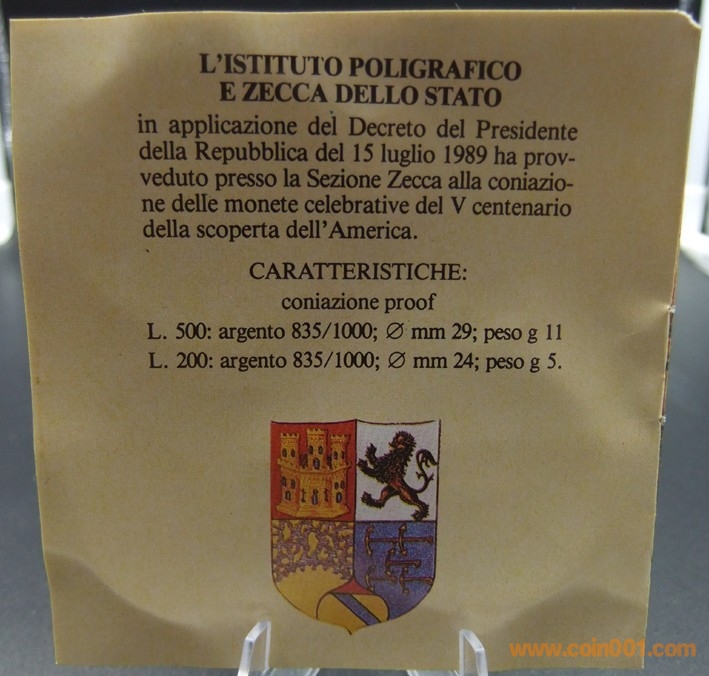 L'ISTITUTO POLIGRAFICO
E ZECCA DELLO STATO
in applicazione del Decreto del Presidente
della Repubblica del 15 luglio 1989 ha prov-
veduto presso la Sezione Zecca alla coniazio-
ne delle monete celebrative del V centenario
della scoperta dell'America.
CARATTERISTICHE:
coniazione proof
L. 500: argento 835/1000; ∅ mm 29; peso g 11
L. 200: argento 835/1000; ∅ mm 24; peso g 5.
www.coin001.com